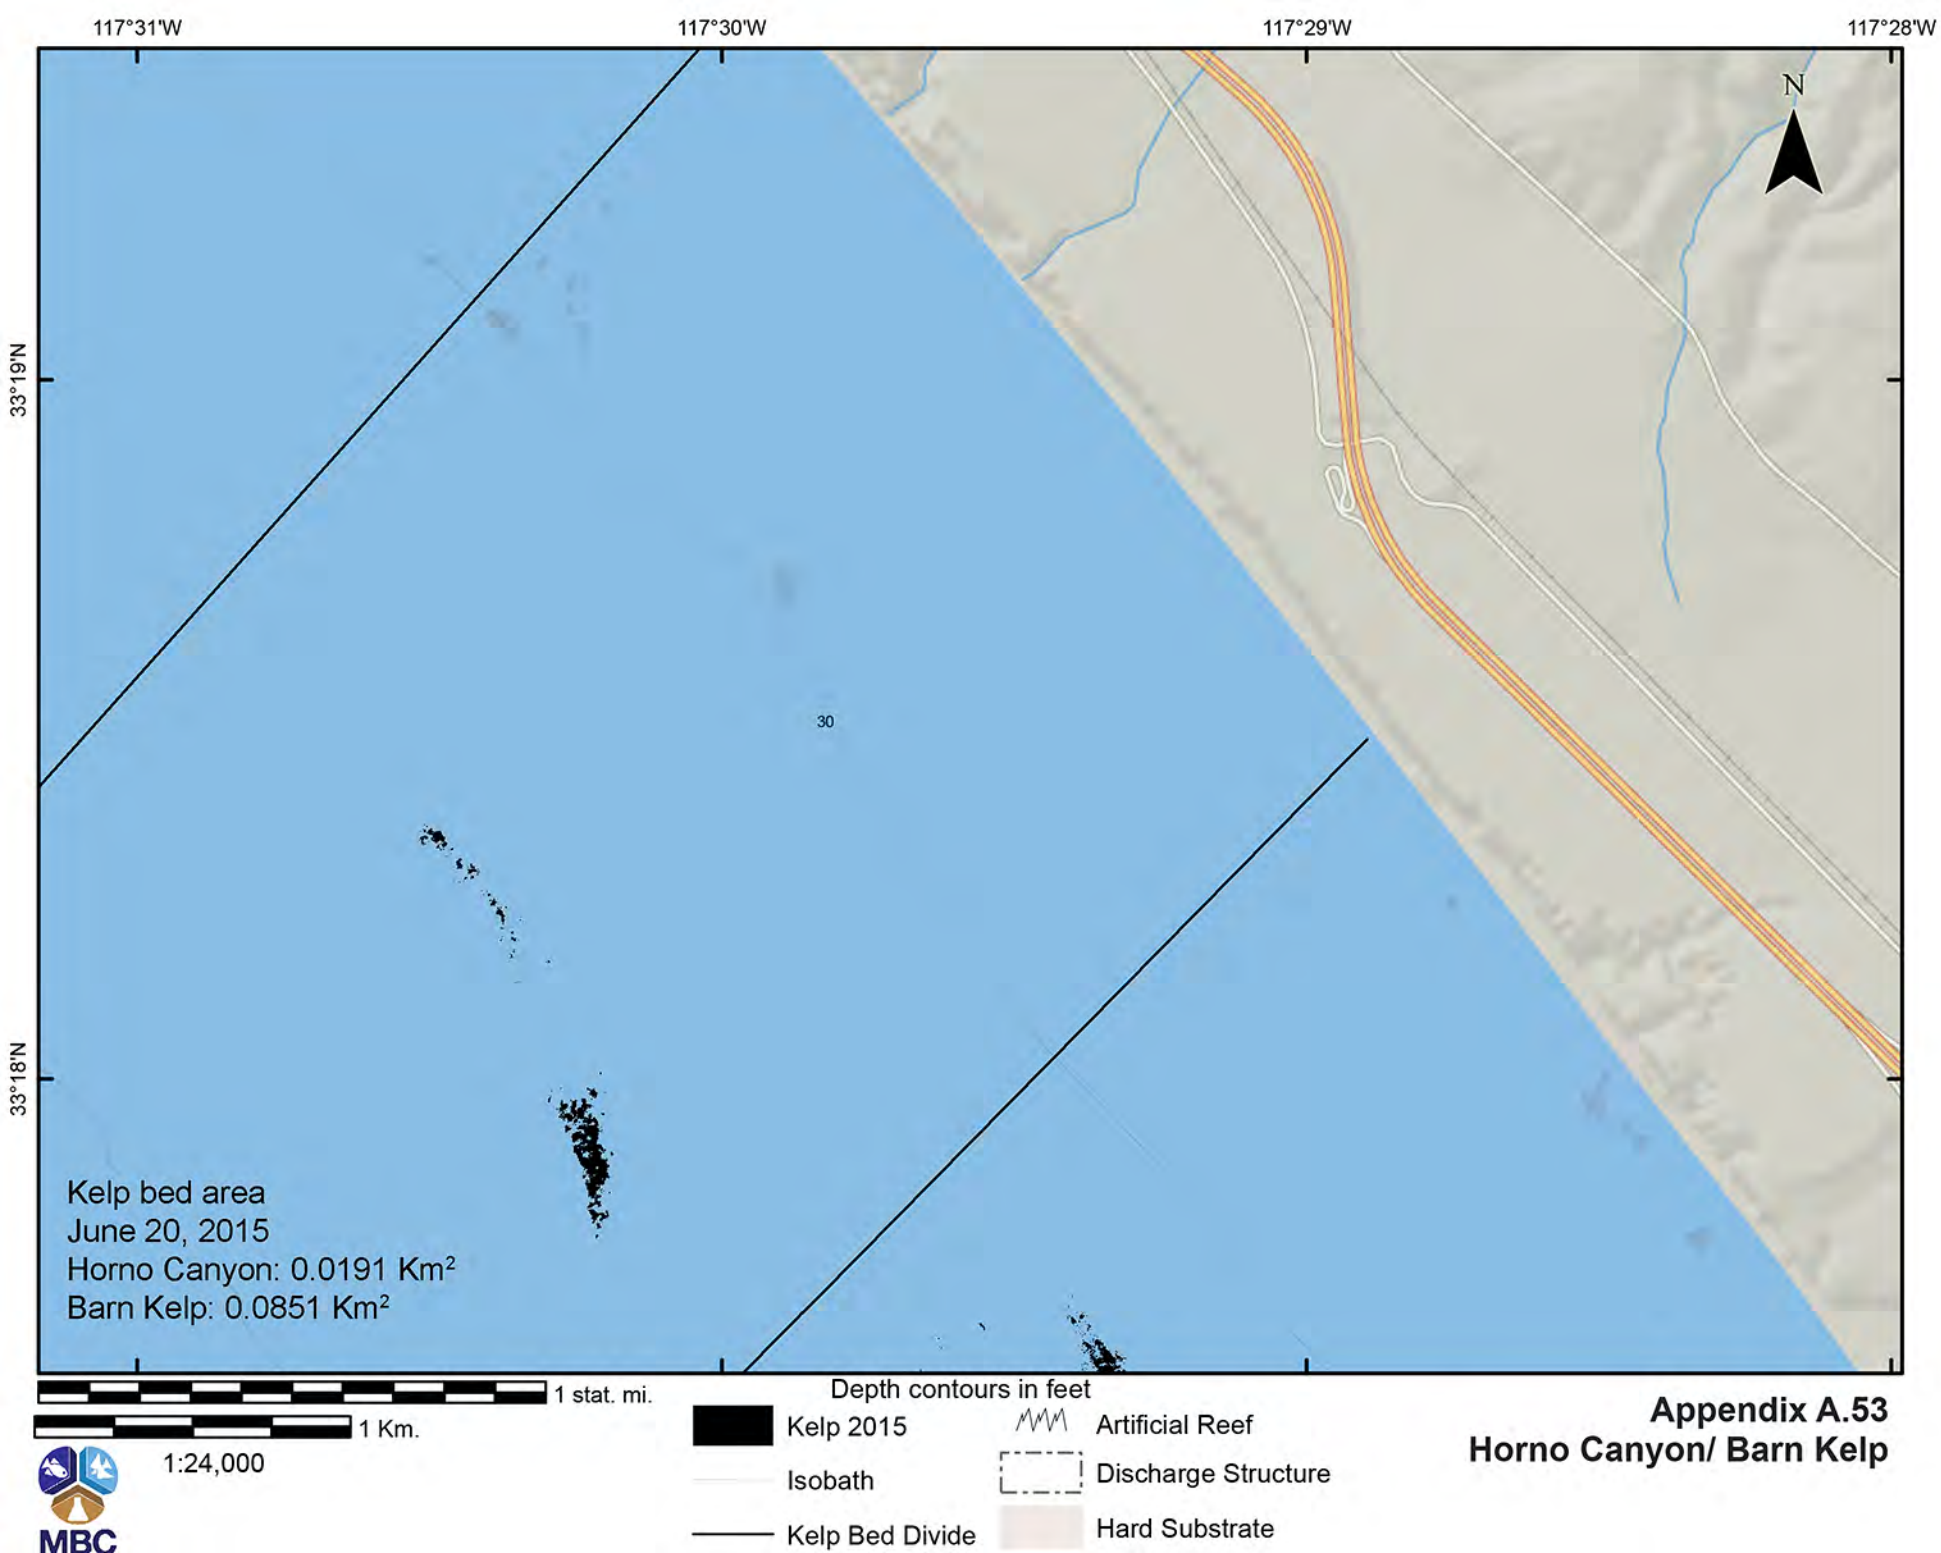 117°31'W 117°30'W 117°29'W 117°28'W
N
33°19'N
30
33°18'N
Kelp bed area
June 20, 2015
Horno Canyon: 0.0191 Km²
Barn Kelp: 0.0851 Km²
1 stat. mi.
1 Km.
1:24,000
MBC
Depth contours in feet
Kelp 2015
Isobath
Kelp Bed Divide
Artificial Reef
Discharge Structure
Hard Substrate
Appendix A.53
Horno Canyon/ Barn Kelp